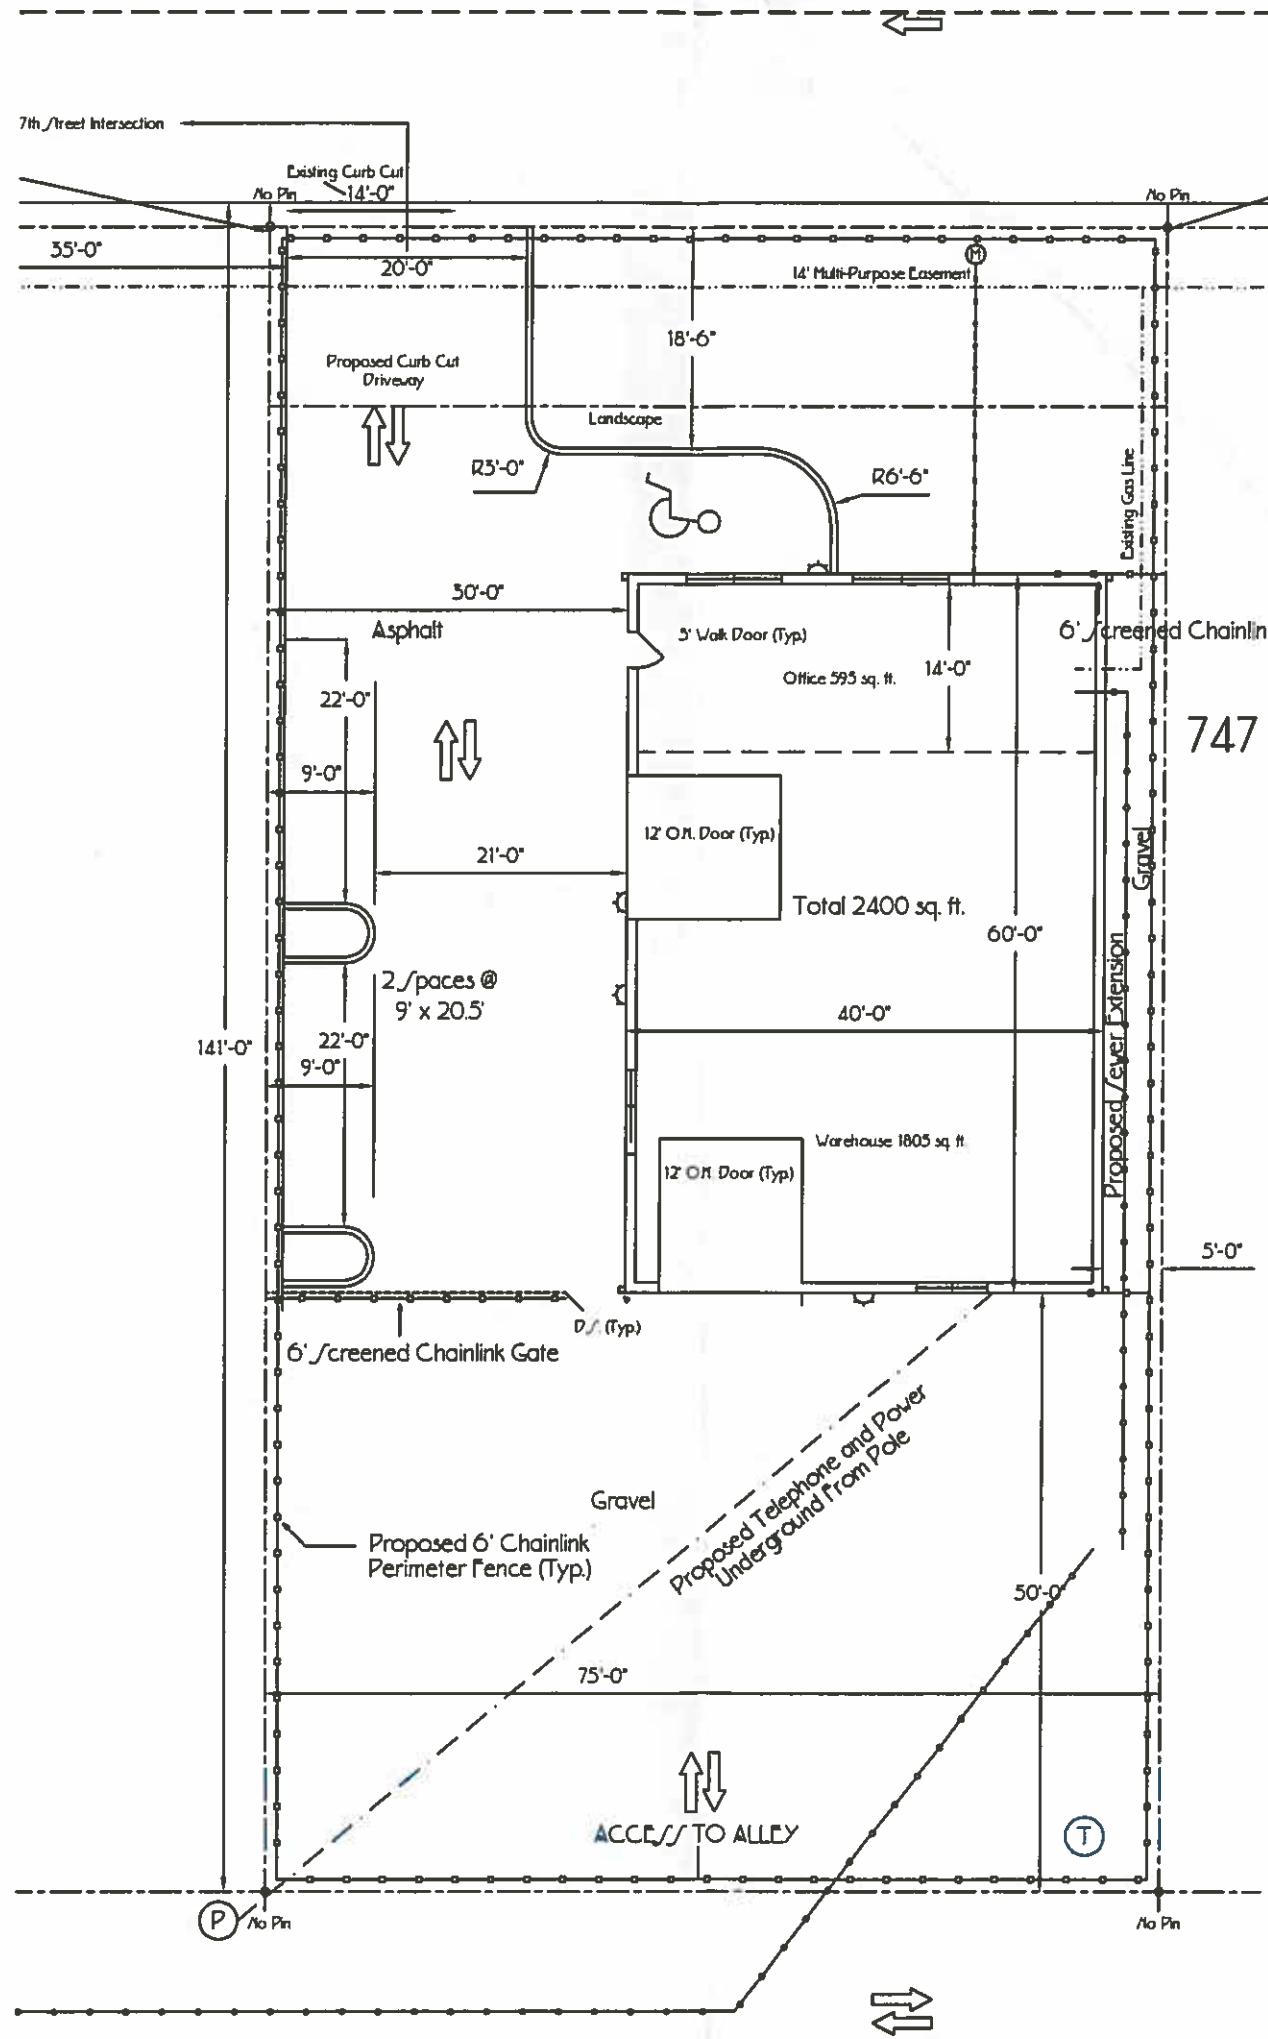 7th Street Intersection
Existing Curb Cut
14'-0"
No Pin
No Pin
35'-0"
20'-0"
14' Multi-Purpose Easement
M
18'-6"
Proposed Curb Cut
Driveway
Landscape
R3'-0"
R6'-6"
Existing Gas Line
30'-0"
Asphalt
3' Walk Door (Typ.)
6' Screened Chainlin
Office 595 sq. ft.
14'-0"
22'-0"
747
9'-0"
12' O.H. Door (Typ.)
21'-0"
Gravel
Total 2400 sq. ft.
60'-0"
2 Spaces @
9' x 20.5'
40'-0"
Proposed Sewer Extension
141'-0"
22'-0"
9'-0"
Warehouse 1805 sq. ft.
12' O.H. Door (Typ.)
5'-0"
D.S. (Typ.)
6' Screened Chainlink Gate
Proposed Telephone and Power
Underground From Pole
Gravel
Proposed 6' Chainlink
Perimeter Fence (Typ.)
50'-0"
75'-0"
ACCESS TO ALLEY
T
P
No Pin
No Pin